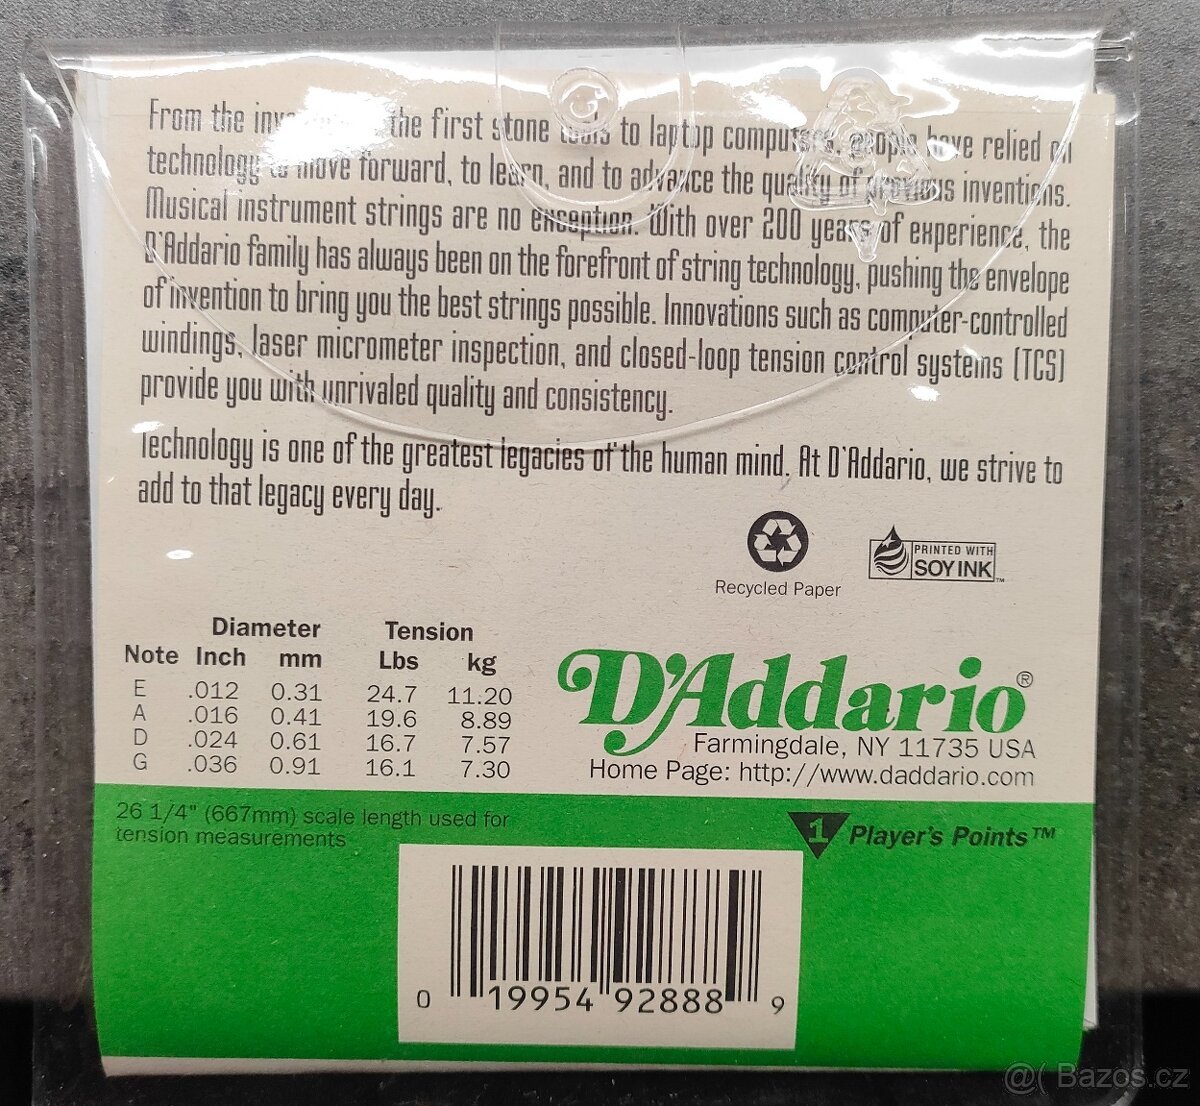 From the the first stone tools to laptop computers, people have relied on
technology to move forward, to learn, and to advance the quality of previous inventions.
Musical instrument strings are no exception. With over 200 years of experience, the
D'Addario family has always been on the forefront of string technology, pushing the envelope
of invention to bring you the best strings possible. Innovations such as computer-controlled
windings, laser micrometer inspection, and closed-loop tension control systems (TCS)
provide you with unrivaled quality and consistency.
Technology is one of the greatest legacies of the human mind. At D'Addario, we strive to
add to that legacy every day.
Recycled Paper
PRINTED WITH
SOY INK™
Diameter Tension
Note Inch mm Lbs kg
E .012 0.31 24.7 11.20
A .016 0.41 19.6 8.89
D .024 0.61 16.7 7.57
G .036 0.91 16.1 7.30
D'Addario®
Farmingdale, NY 11735 USA
Home Page: http://www.daddario.com
26 1/4" (667mm) scale length used for
tension measurements
1 Player's Points™
0 19954 92888 9
@( Bazos.cz